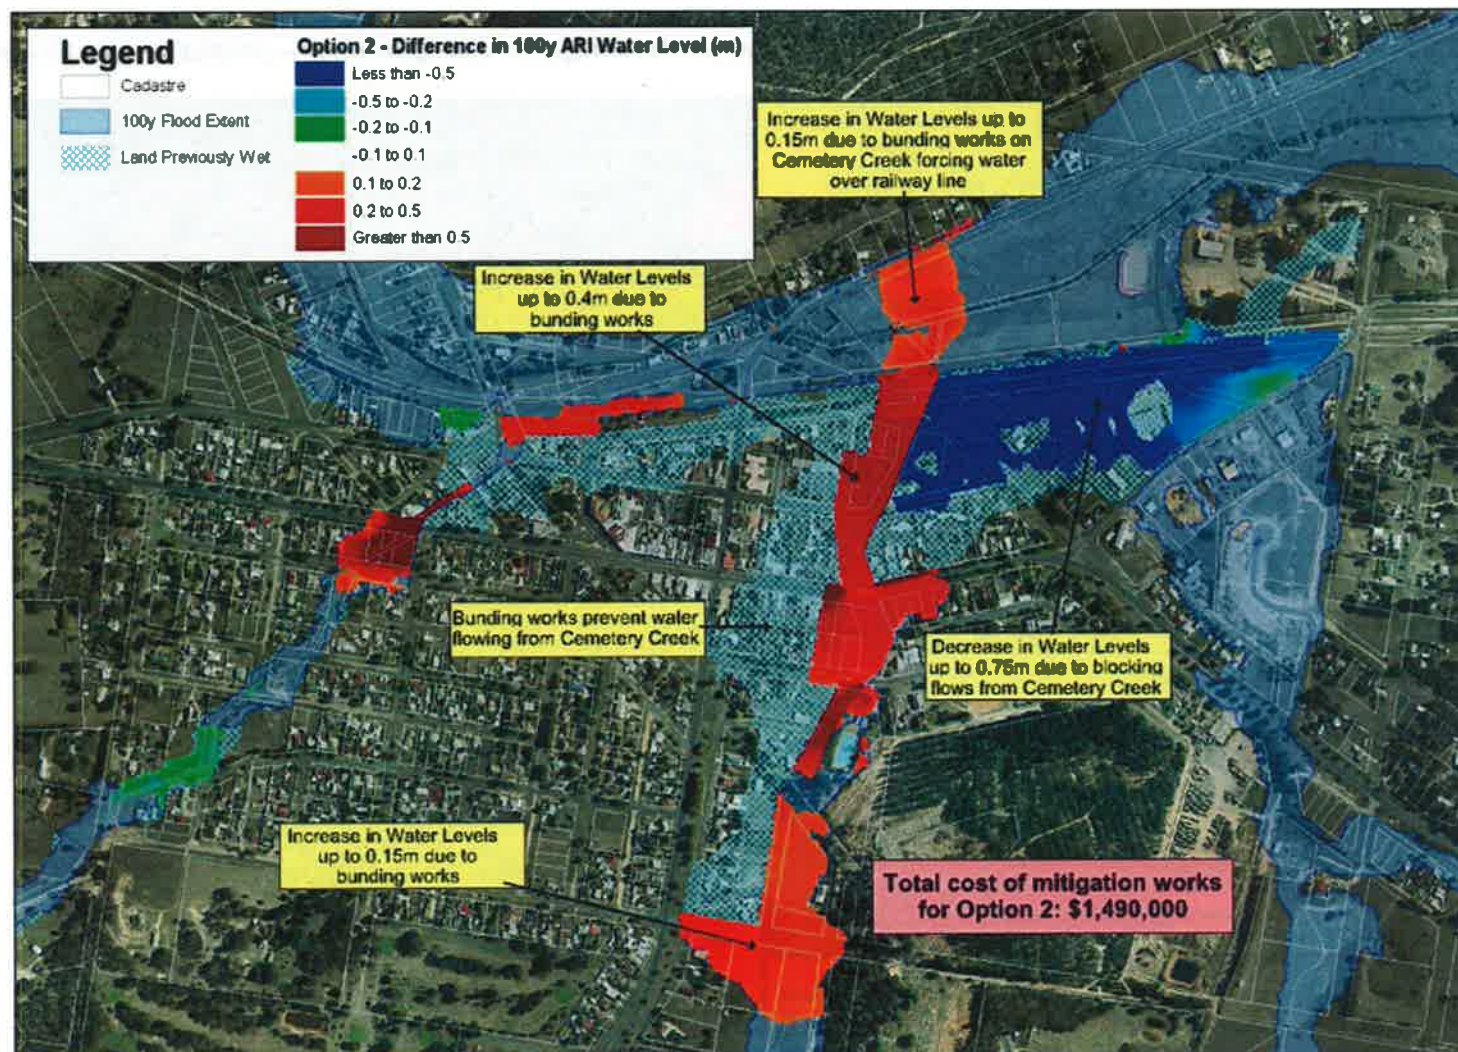 Legend
Cadastre
100y Flood Extent
Land Previously Wet
Option 2 - Difference in 100y ARI Water Level (m)
Less than -0.5
-0.5 to -0.2
-0.2 to -0.1
-0.1 to 0.1
0.1 to 0.2
0.2 to 0.5
Greater than 0.5
Increase in Water Levels up to
0.15m due to bunding works on
Cemetery Creek forcing water
over railway line
Increase in Water Levels
up to 0.4m due to
bunding works
Bunding works prevent water
flowing from Cemetery Creek
Decrease in Water Levels
up to 0.75m due to blocking
flows from Cemetery Creek
Increase in Water Levels
up to 0.15m due to
bunding works
Total cost of mitigation works
for Option 2: $1,490,000